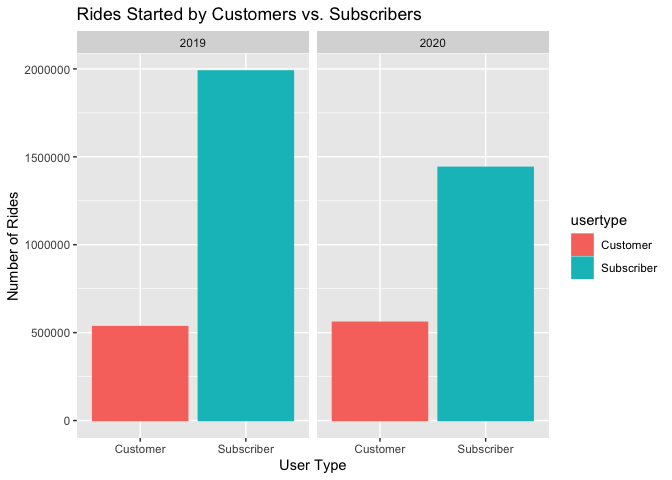 Rides Started by Customers vs. Subscribers
2019
2020
2000000
1500000
1000000
500000
0
Number of Rides
Customer
Subscriber
Customer
Subscriber
User Type
usertype
Customer
Subscriber